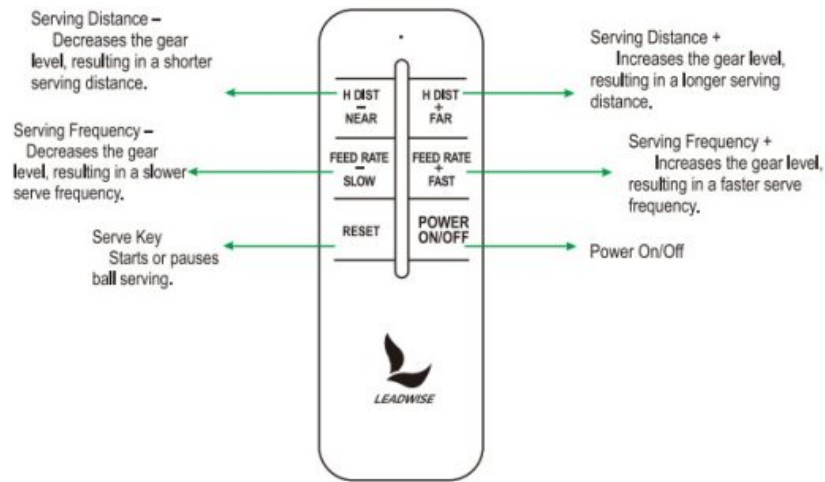 Serving Distance –
Decreases the gear
level, resulting in a shorter
serving distance.
Serving Frequency –
Decreases the gear
level, resulting in a slower
serve frequency.
Serve Key
Starts or pauses
ball serving.
H DIST
–
NEAR
H DIST
+
FAR
FEED RATE
–
SLOW
FEED RATE
+
FAST
RESET
POWER
ON/OFF
LEADWISE
Serving Distance +
Increases the gear level,
resulting in a longer serving
distance.
Serving Frequency +
Increases the gear level,
resulting in a faster serve
frequency.
Power On/Off